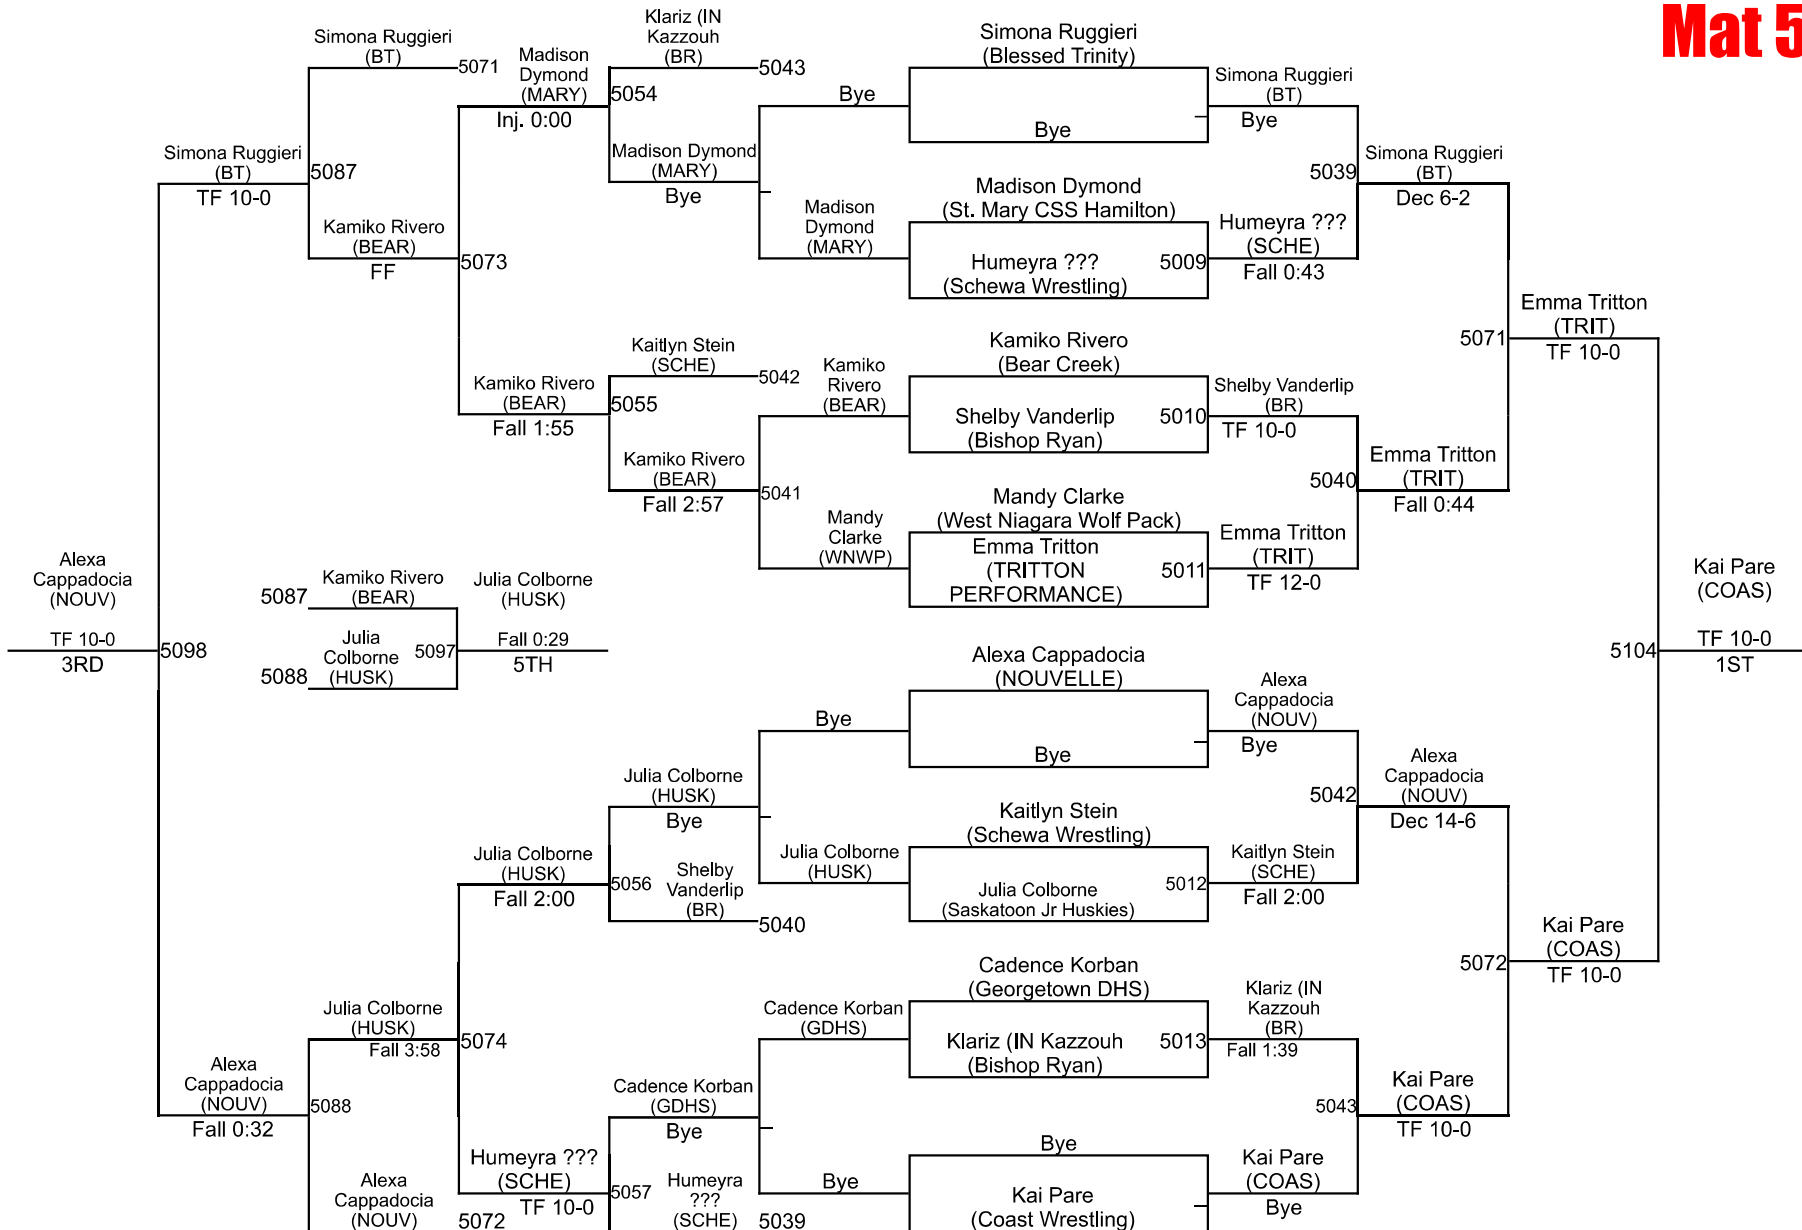 Mat 5
Simona Ruggieri
(BT)
5071
Madison
Dymond
(MARY)
Inj. 0:00
Klariz (IN
Kazzouh
(BR)
5043
5054
Madison Dymond
(MARY)
Bye
Bye
Simona Ruggieri
(Blessed Trinity)
Bye
Simona Ruggieri
(BT)
Bye
Simona Ruggieri
(BT)
TF 10-0
5087
Kamiko Rivero
(BEAR)
FF
5073
Madison
Dymond
(MARY)
Madison Dymond
(St. Mary CSS Hamilton)
Humeyra ???
(Schewa Wrestling)
5009
Humeyra ???
(SCHE)
Fall 0:43
5039
Simona Ruggieri
(BT)
Dec 6-2
Kaitlyn Stein
(SCHE)
5042
Kamiko Rivero
(BEAR)
Fall 1:55
5055
Kamiko Rivero
(BEAR)
Fall 2:57
5041
Kamiko
Rivero
(BEAR)
Kamiko Rivero
(Bear Creek)
Shelby Vanderlip
(Bishop Ryan)
5010
Shelby Vanderlip
(BR)
TF 10-0
5071
Emma Tritton
(TRIT)
TF 10-0
Mandy
Clarke
(WNWP)
Mandy Clarke
(West Niagara Wolf Pack)
Emma Tritton
(TRITTON
PERFORMANCE)
5011
Emma Tritton
(TRIT)
TF 12-0
5040
Emma Tritton
(TRIT)
Fall 0:44
Alexa
Cappadocia
(NOUV)
TF 10-0
3RD
5098
5087
Kamiko Rivero
(BEAR)
5088
Julia
Colborne
(HUSK)
5097
Julia Colborne
(HUSK)
Fall 0:29
5TH
5104
Kai Pare
(COAS)
TF 10-0
1ST
Bye
Alexa Cappadocia
(NOUVELLE)
Bye
Alexa
Cappadocia
(NOUV)
Bye
Julia Colborne
(HUSK)
Bye
Julia Colborne
(HUSK)
Fall 2:00
5056
Shelby
Vanderlip
(BR)
5040
Julia Colborne
(HUSK)
Kaitlyn Stein
(Schewa Wrestling)
Julia Colborne
(Saskatoon Jr Huskies)
5012
Kaitlyn Stein
(SCHE)
Fall 2:00
5042
Alexa
Cappadocia
(NOUV)
Dec 14-6
5072
Kai Pare
(COAS)
TF 10-0
Julia Colborne
(HUSK)
Fall 3:58
5074
Cadence Korban
(GDHS)
Cadence Korban
(Georgetown DHS)
Klariz (IN Kazzouh
(Bishop Ryan)
5013
Klariz (IN
Kazzouh
(BR)
Fall 1:39
Alexa
Cappadocia
(NOUV)
Fall 0:32
5088
Cadence Korban
(GDHS)
Bye
5043
Kai Pare
(COAS)
TF 10-0
Alexa
Cappadocia
(NOUV)
5072
Humeyra ???
(SCHE)
TF 10-0
5057
Humeyra
???
(SCHE)
5039
Bye
Bye
Kai Pare
(Coast Wrestling)
Kai Pare
(COAS)
Bye